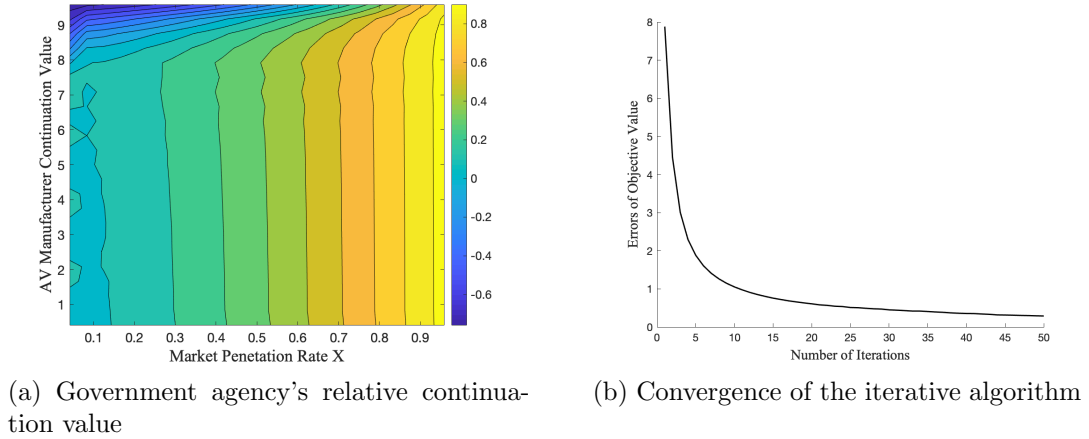 AV Manufacturer Continuation Value
9
8
7
6
5
4
3
2
1
0.1 0.2 0.3 0.4 0.5 0.6 0.7 0.8 0.9
Market Penetation Rate X
0.8
0.6
0.4
0.2
0
-0.2
-0.4
-0.6
(a) Government agency's relative continua-
tion value
Errors of Objective Value
8
7
6
5
4
3
2
1
0
0 5 10 15 20 25 30 35 40 45 50
Number of Iterations
(b) Convergence of the iterative algorithm